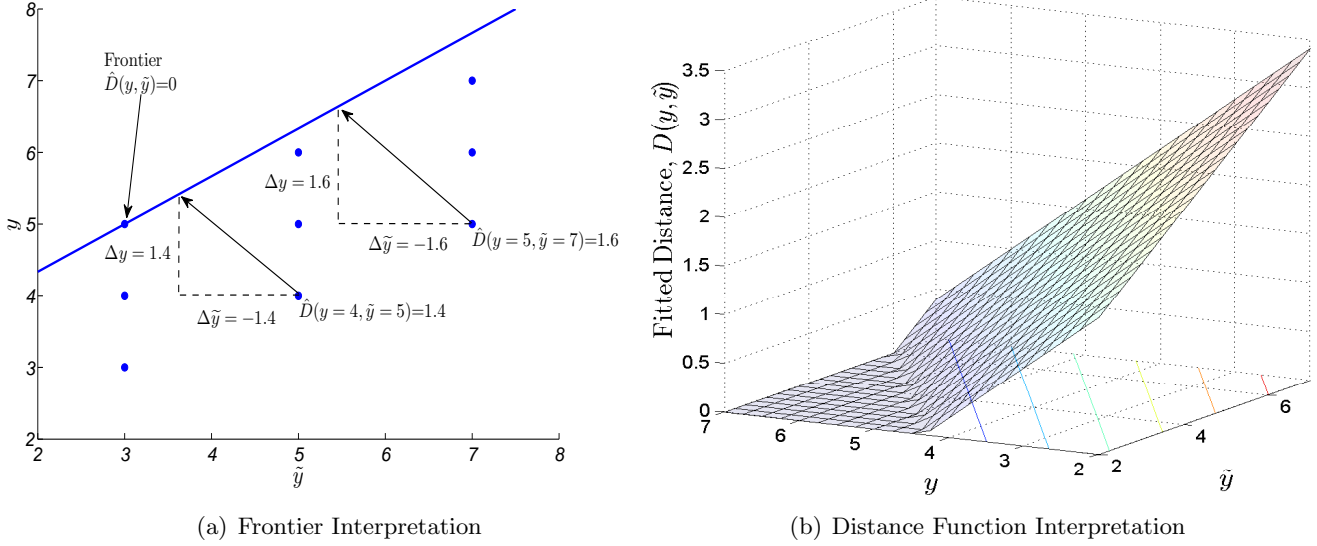 8
7
6
5
4
3
2
y
2
3
4
5
6
7
8
ỹ
Frontier
D̂(y, ỹ)=0
Δy = 1.6
Δỹ = −1.6
D̂(y = 5, ỹ = 7)=1.6
Δy = 1.4
Δỹ = −1.4
D̂(y = 4, ỹ = 5)=1.4
(a) Frontier Interpretation
Fitted Distance, D(y, ỹ)
3.5
3
2.5
2
1.5
1
0.5
0
7
6
5
4
3
2
y
2
4
6
ỹ
(b) Distance Function Interpretation